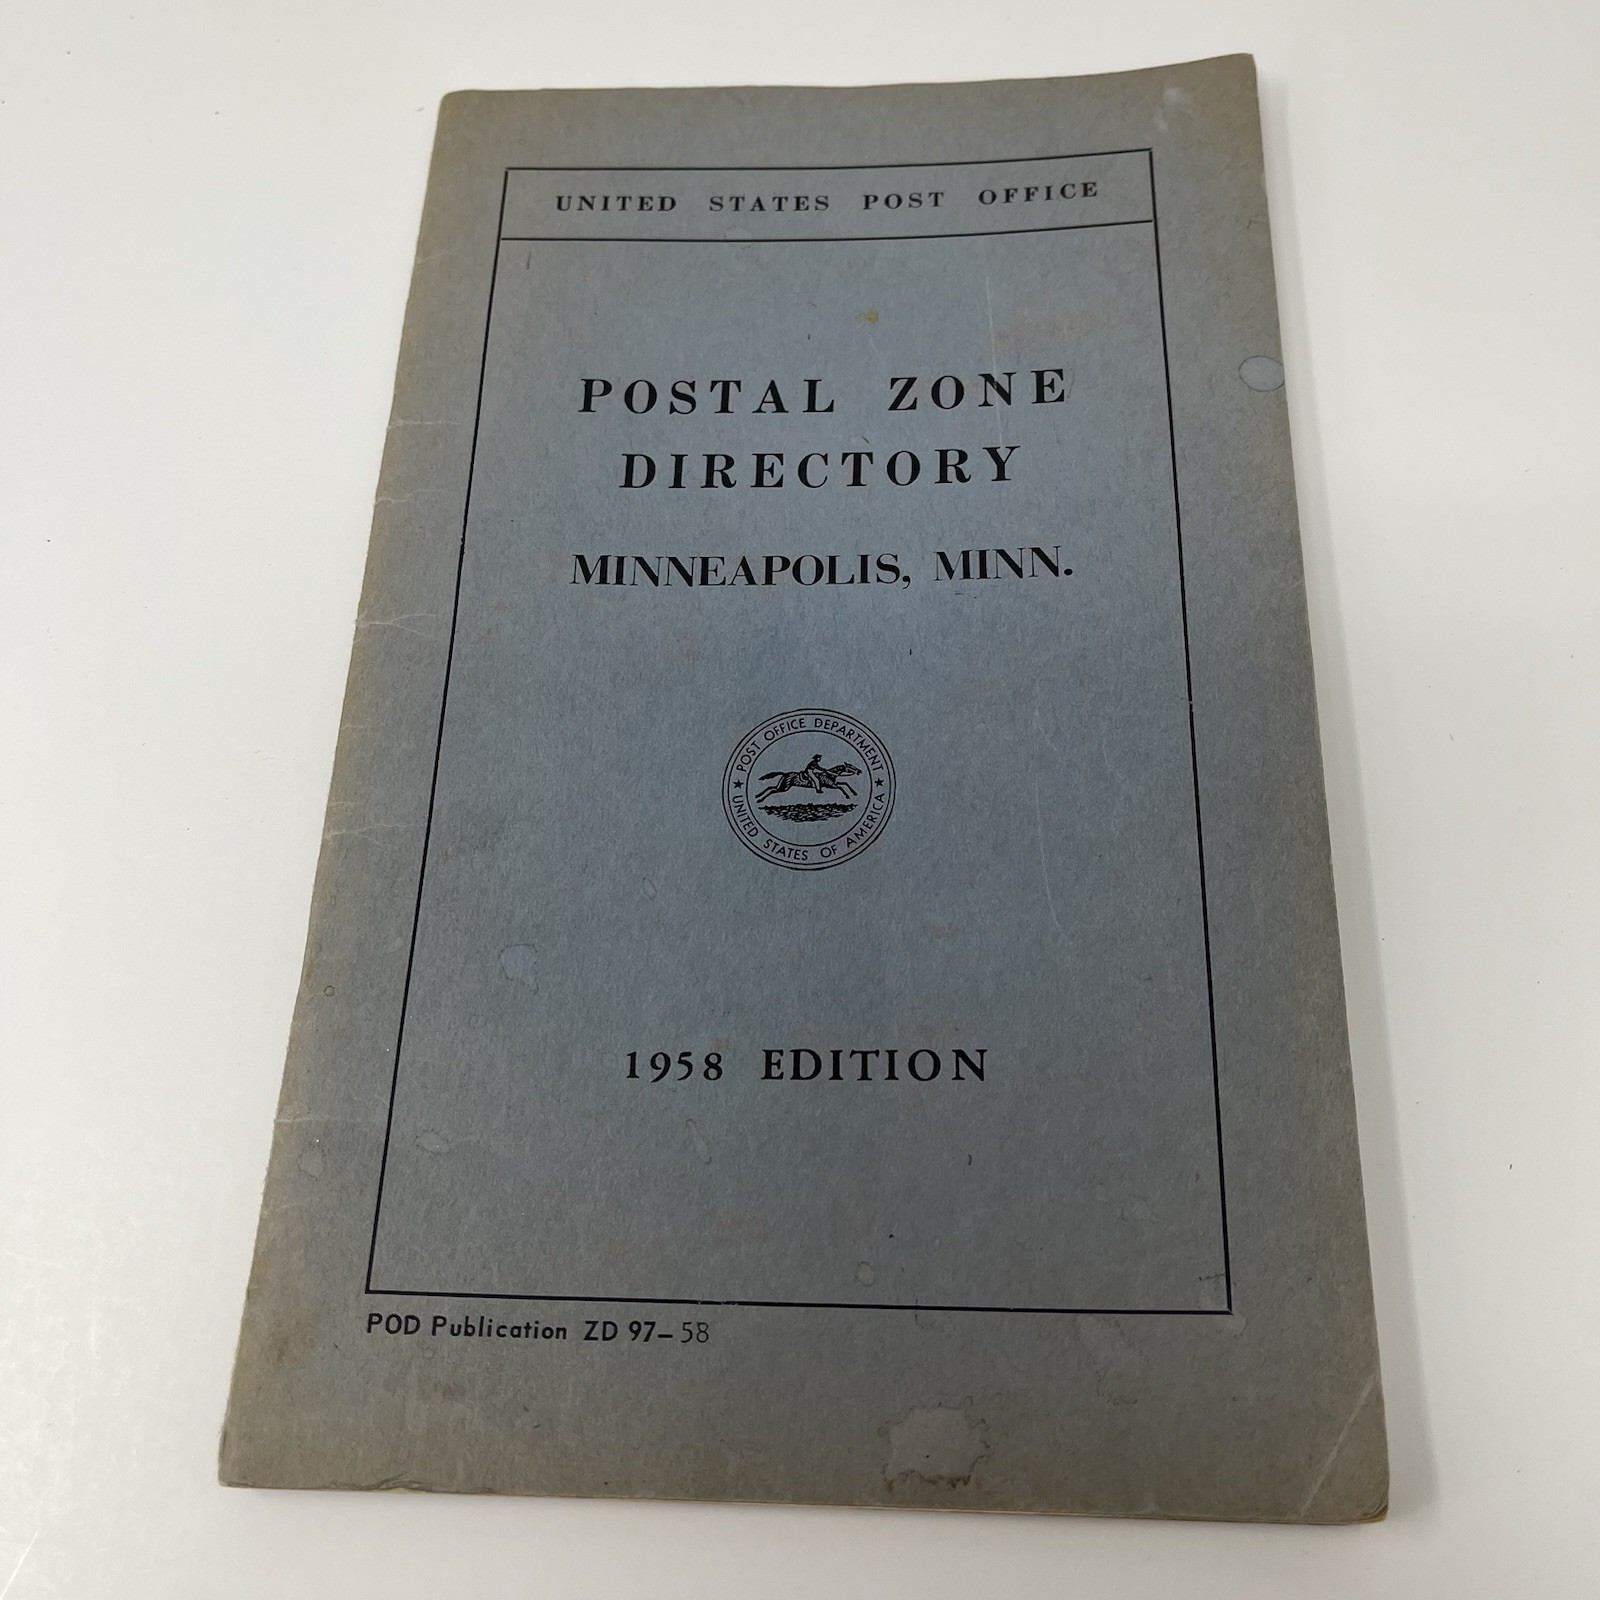 UNITED STATES POST OFFICE
POSTAL ZONE
DIRECTORY
MINNEAPOLIS, MINN.
POST OFFICE DEPARTMENT
★ UNITED STATES OF AMERICA ★
1958 EDITION
POD Publication ZD 97–58